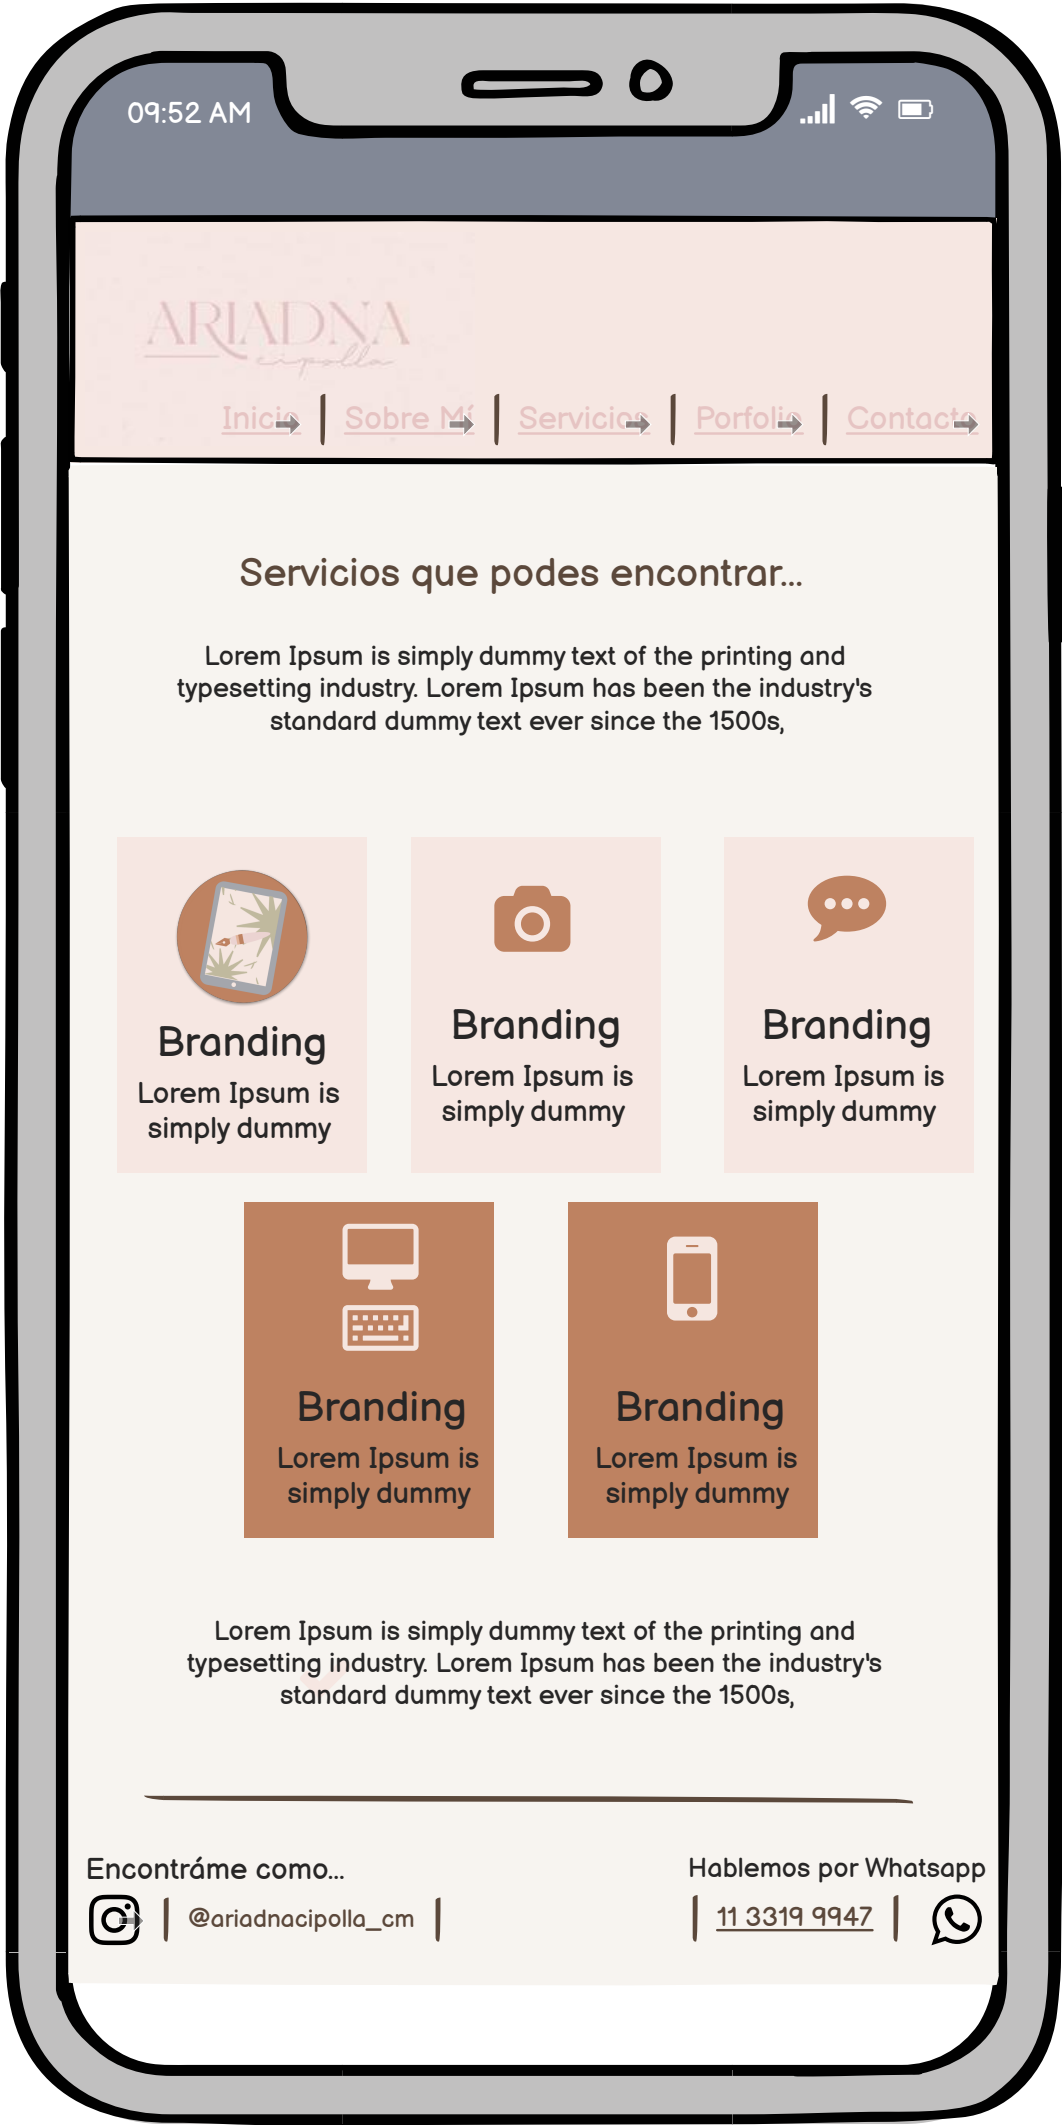 09:52 AM
ARIADNA
cipolla
Inicio | Sobre Mí | Servicios | Porfolio | Contacto
Servicios que podes encontrar...
Lorem Ipsum is simply dummy text of the printing and
typesetting industry. Lorem Ipsum has been the industry's
standard dummy text ever since the 1500s,
Branding
Lorem Ipsum is
simply dummy
Branding
Lorem Ipsum is
simply dummy
Branding
Lorem Ipsum is
simply dummy
Branding
Lorem Ipsum is
simply dummy
Branding
Lorem Ipsum is
simply dummy
Lorem Ipsum is simply dummy text of the printing and
typesetting industry. Lorem Ipsum has been the industry's
standard dummy text ever since the 1500s,
Encontráme como...
@ariadnacipolla_cm
Hablemos por Whatsapp
11 3319 9947